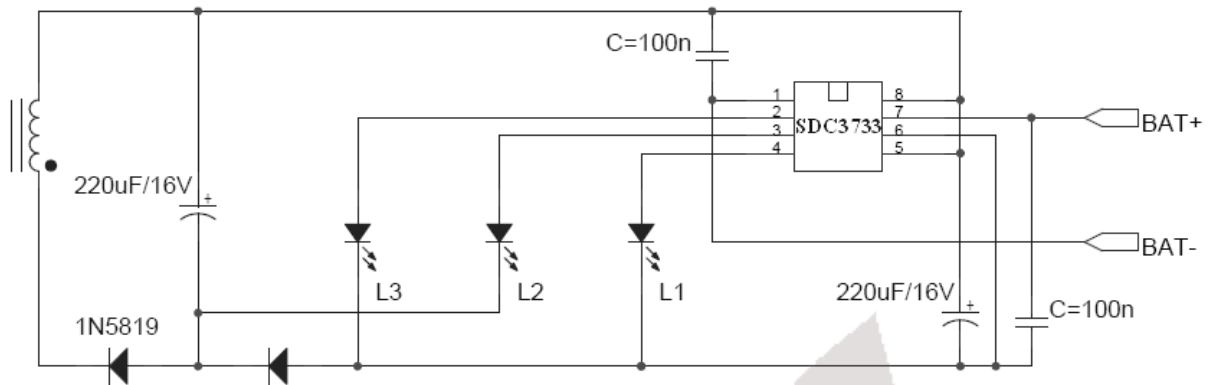 C=100n
1 8
2 7
3 SDC3733 6
4 5
BAT+
220uF/16V
+
BAT-
L3
L2
L1
220uF/16V
+
C=100n
1N5819